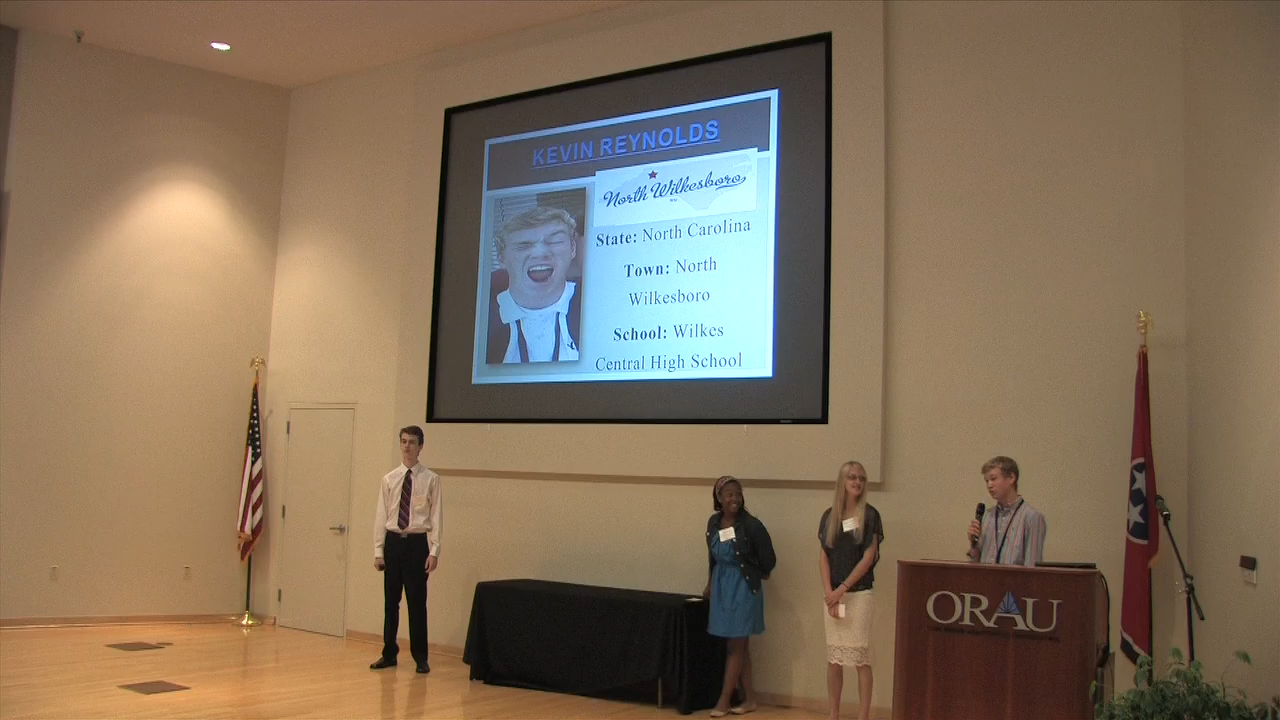 KEVIN REYNOLDS
North Wilkesboro
State: North Carolina
Town: North
Wilkesboro
School: Wilkes
Central High School
ORAU